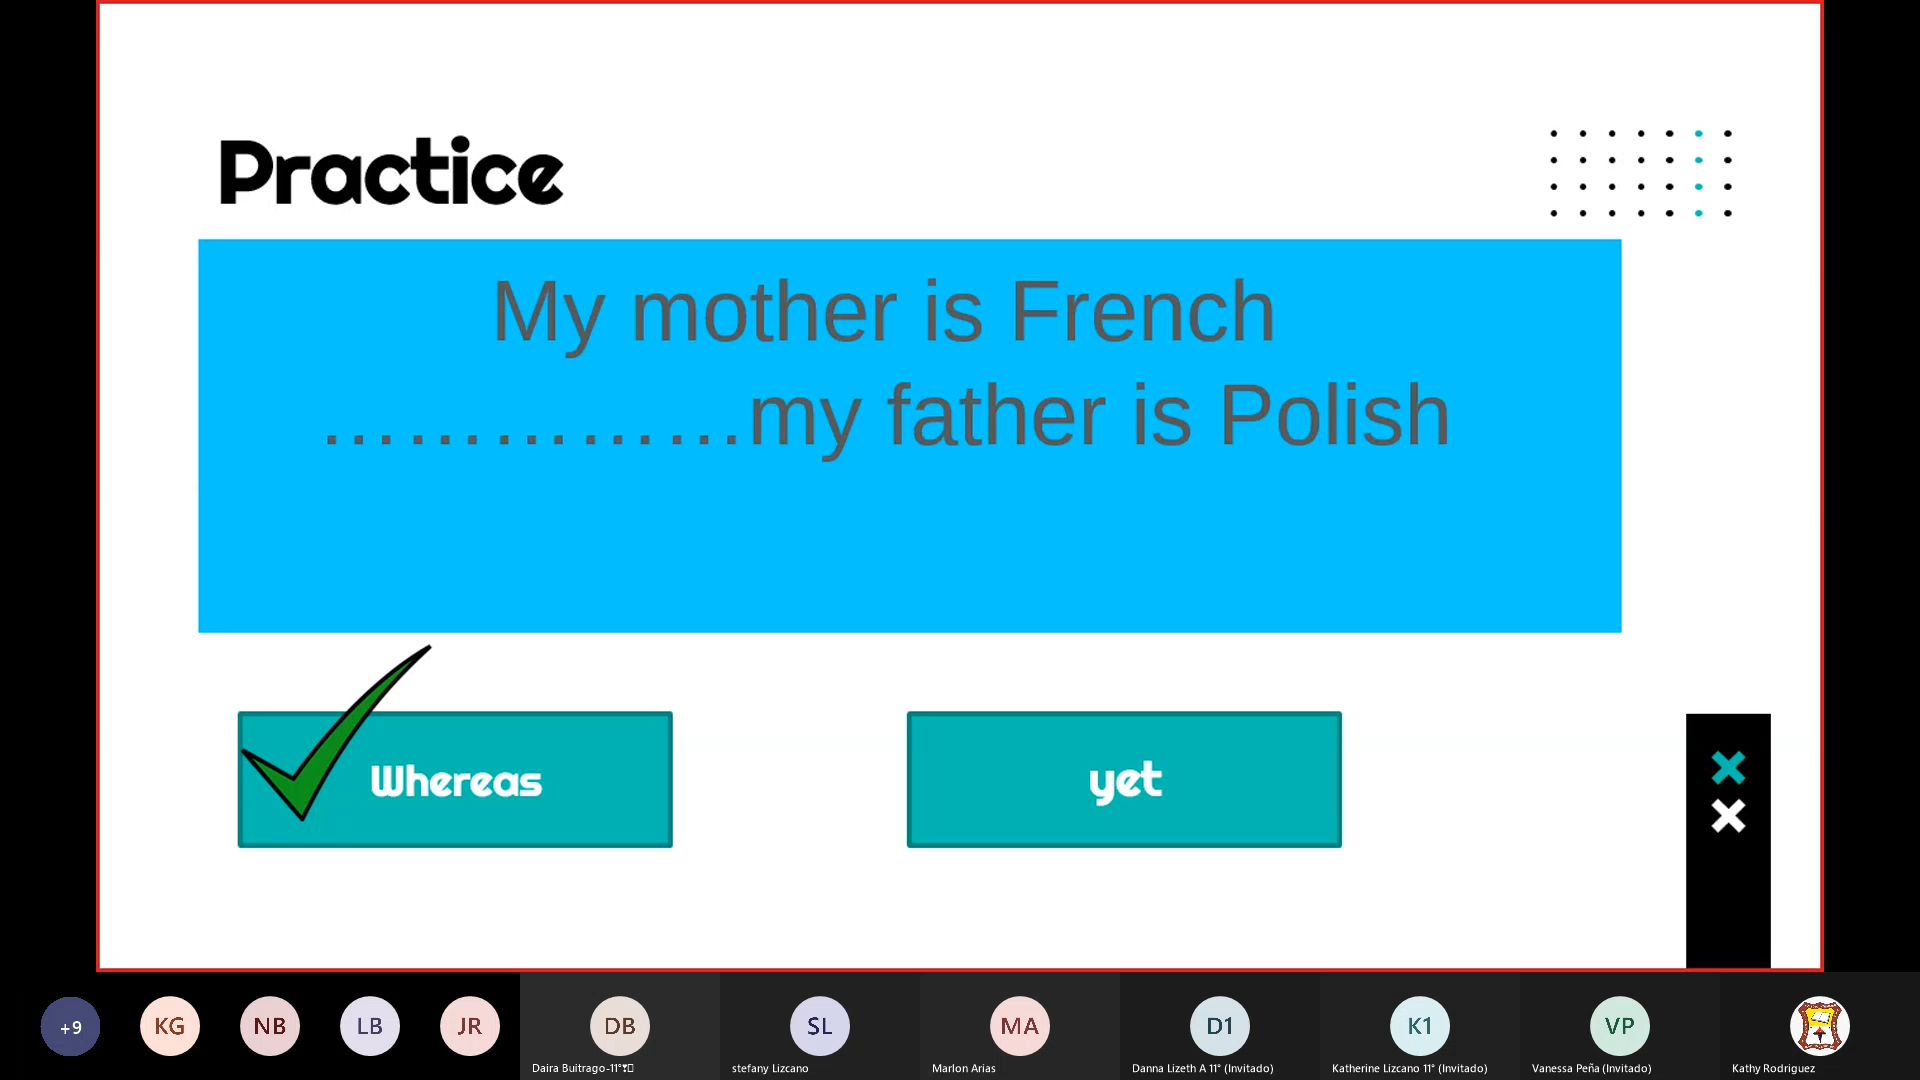 Practice
My mother is French
……………my father is Polish
Whereas
yet
+9
KG
NB
LB
JR
DB
SL
MA
D1
K1
VP
Daira Buitrago-11°
stefany Lizcano
Marlon Arias
Danna Lizeth A 11° (Invitado)
Katherine Lizcano 11° (Invitado)
Vanessa Peña (Invitado)
Kathy Rodriguez